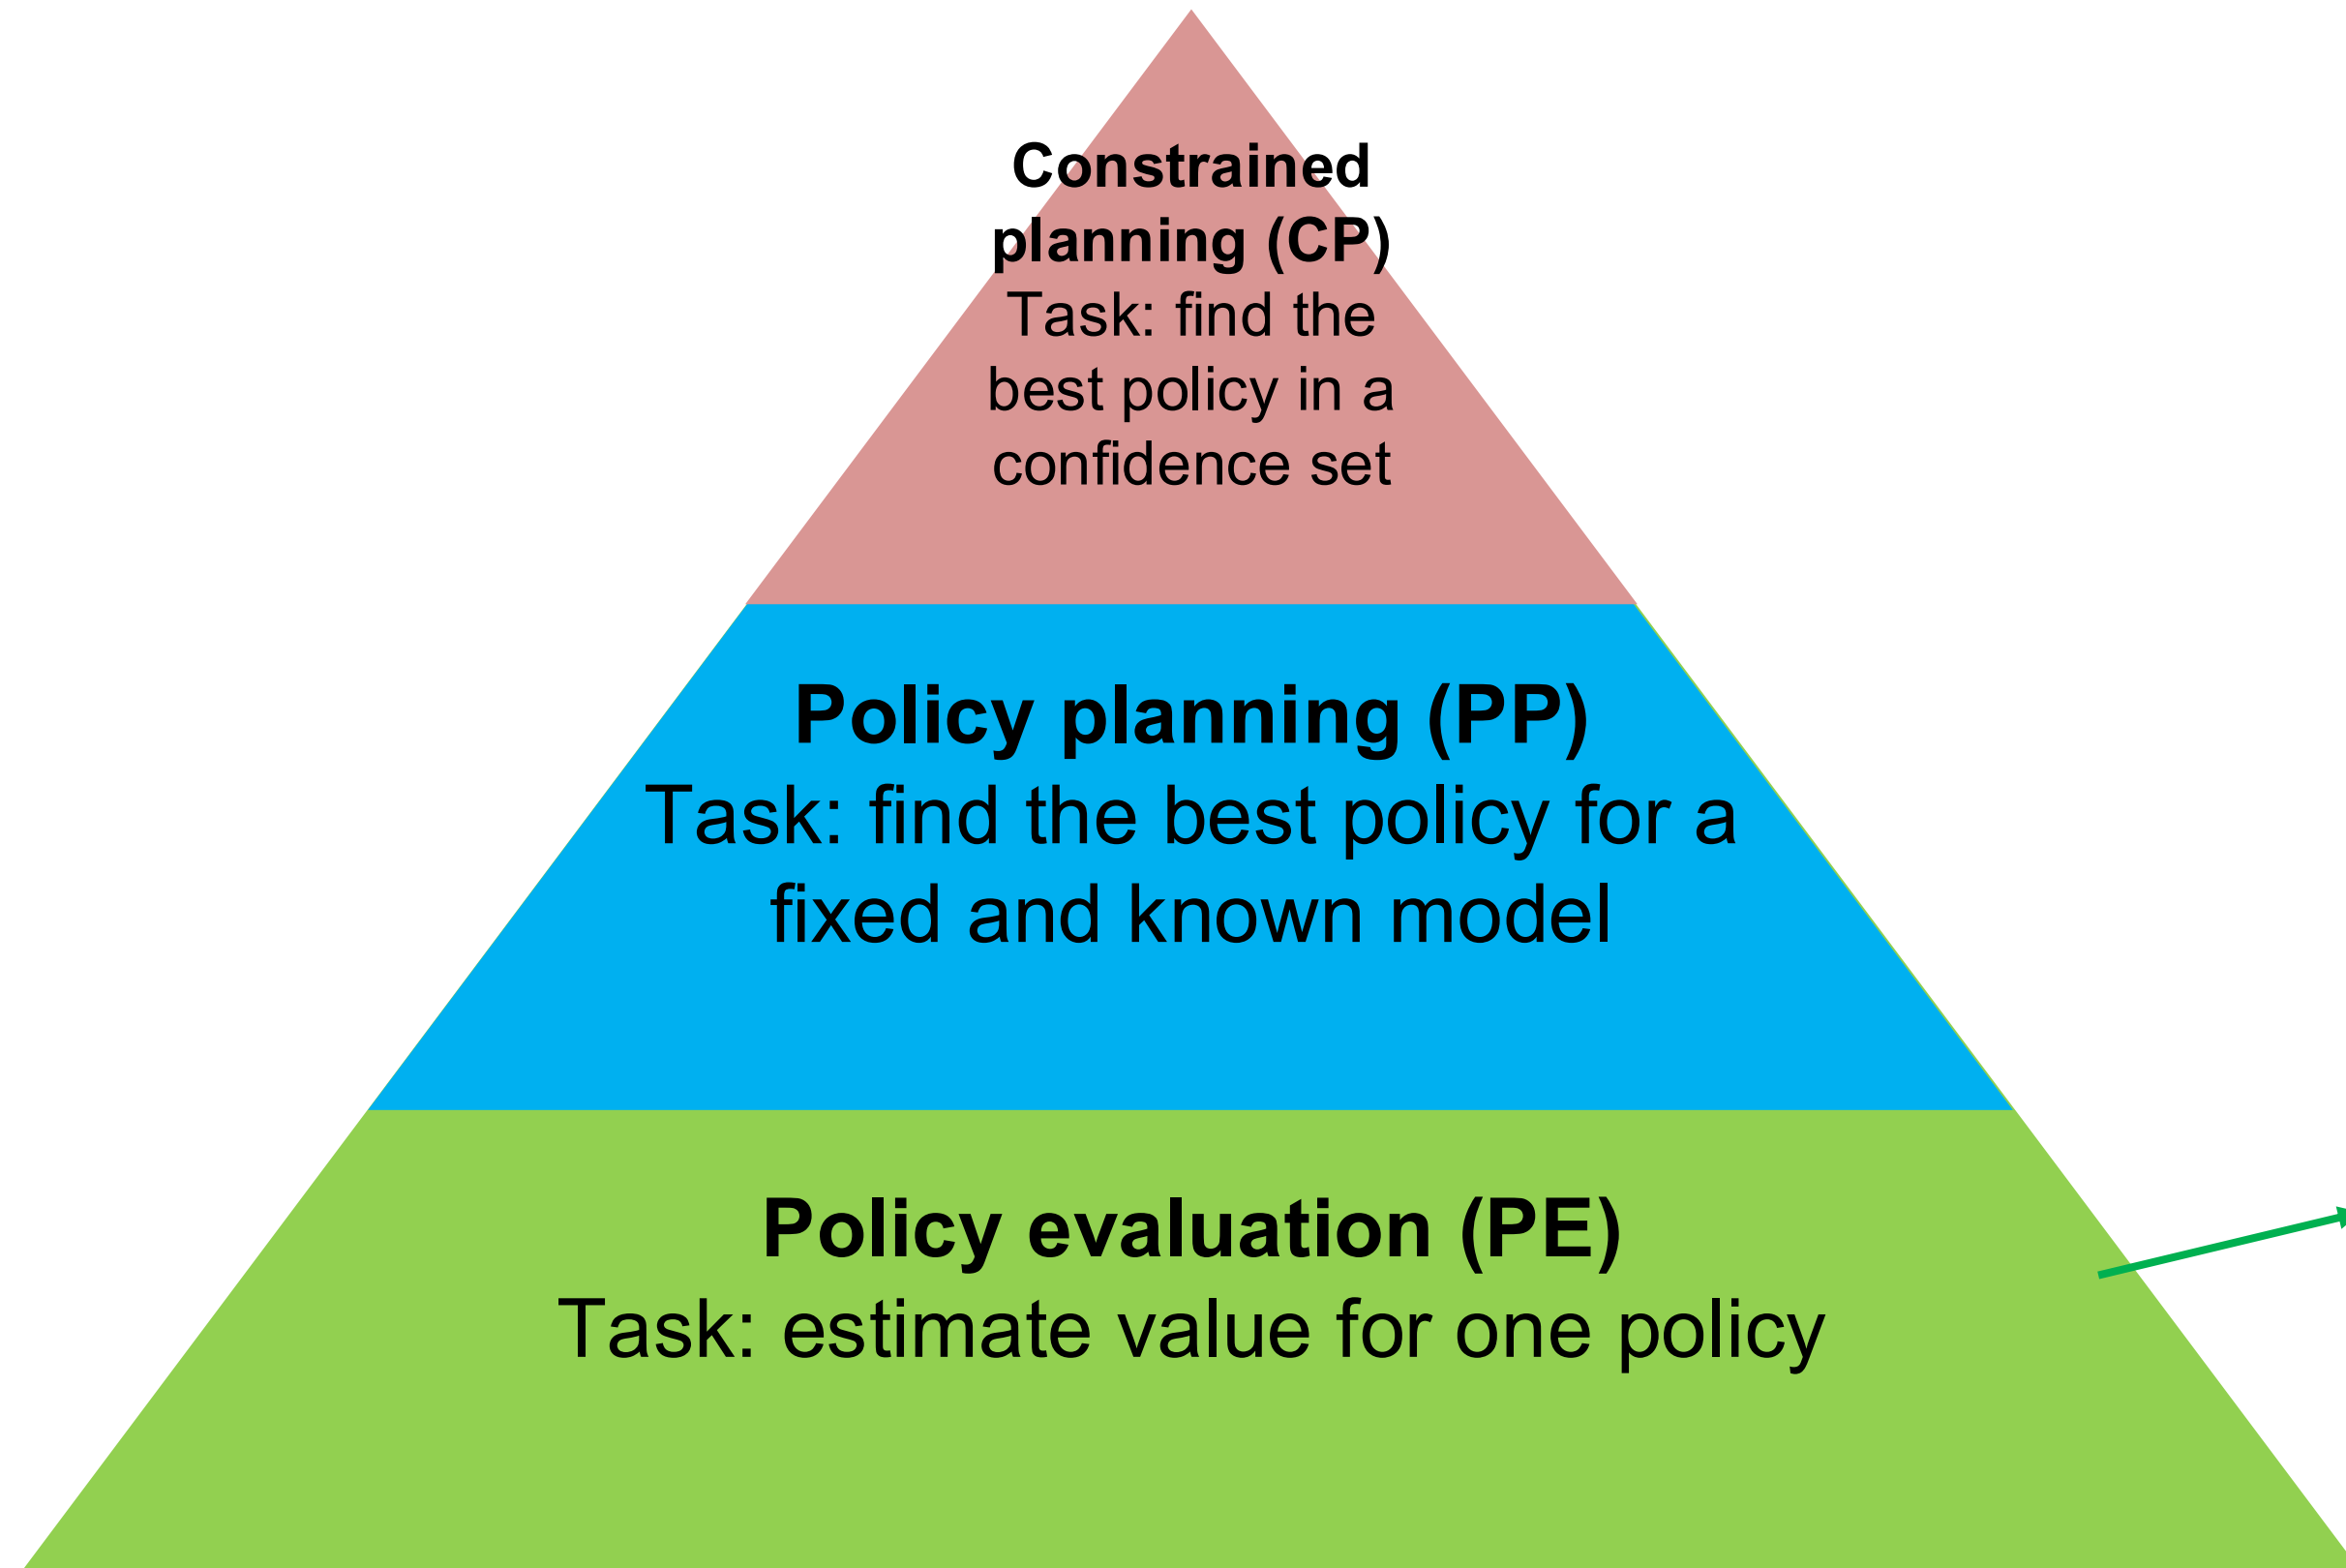 Constrained
planning (CP)
Task: find the
best policy in a
confidence set
Policy planning (PP)
Task: find the best policy for a
fixed and known model
Policy evaluation (PE)
Task: estimate value for one policy